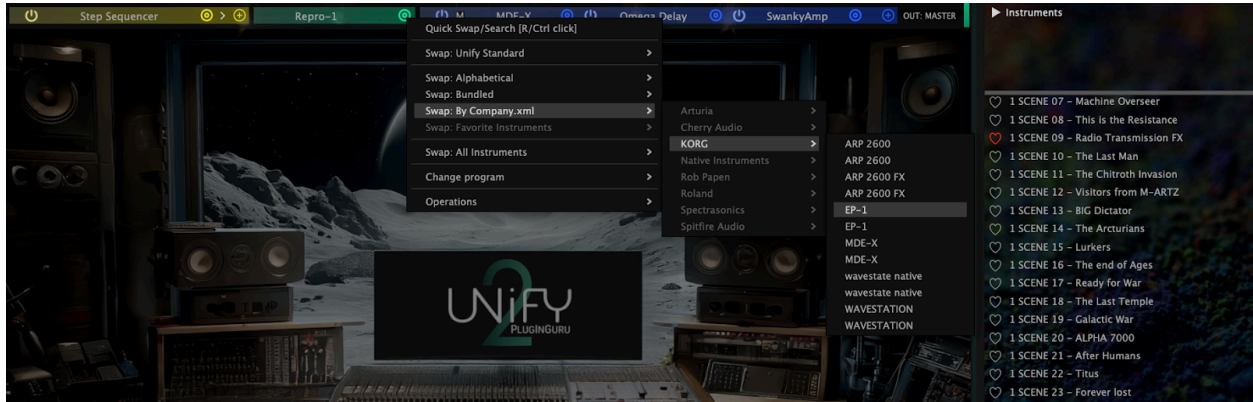 Step Sequencer
>
Repro-1
M
MDE-X
Omega Delay
SwankyAmp
OUT: MASTER
Quick Swap/Search [R/Ctrl click]
Swap: Unify Standard
Swap: Alphabetical
Swap: Bundled
Swap: By Company.xml
Swap: Favorite Instruments
Swap: All Instruments
Change program
Operations
Arturia
Cherry Audio
KORG
Native Instruments
Rob Papen
Roland
Spectrasonics
Spitfire Audio
ARP 2600
ARP 2600
ARP 2600 FX
ARP 2600 FX
EP-1
EP-1
MDE-X
MDE-X
wavestate native
wavestate native
WAVESTATION
WAVESTATION
UNiFY
2
PLUGINGURU
Instruments
1 SCENE 07 – Machine Overseer
1 SCENE 08 – This is the Resistance
1 SCENE 09 – Radio Transmission FX
1 SCENE 10 – The Last Man
1 SCENE 11 – The Chitroth Invasion
1 SCENE 12 – Visitors from M-ARTZ
1 SCENE 13 – BIG Dictator
1 SCENE 14 – The Arcturians
1 SCENE 15 – Lurkers
1 SCENE 16 – The end of Ages
1 SCENE 17 – Ready for War
1 SCENE 18 – The Last Temple
1 SCENE 19 – Galactic War
1 SCENE 20 – ALPHA 7000
1 SCENE 21 – After Humans
1 SCENE 22 – Titus
1 SCENE 23 – Forever lost